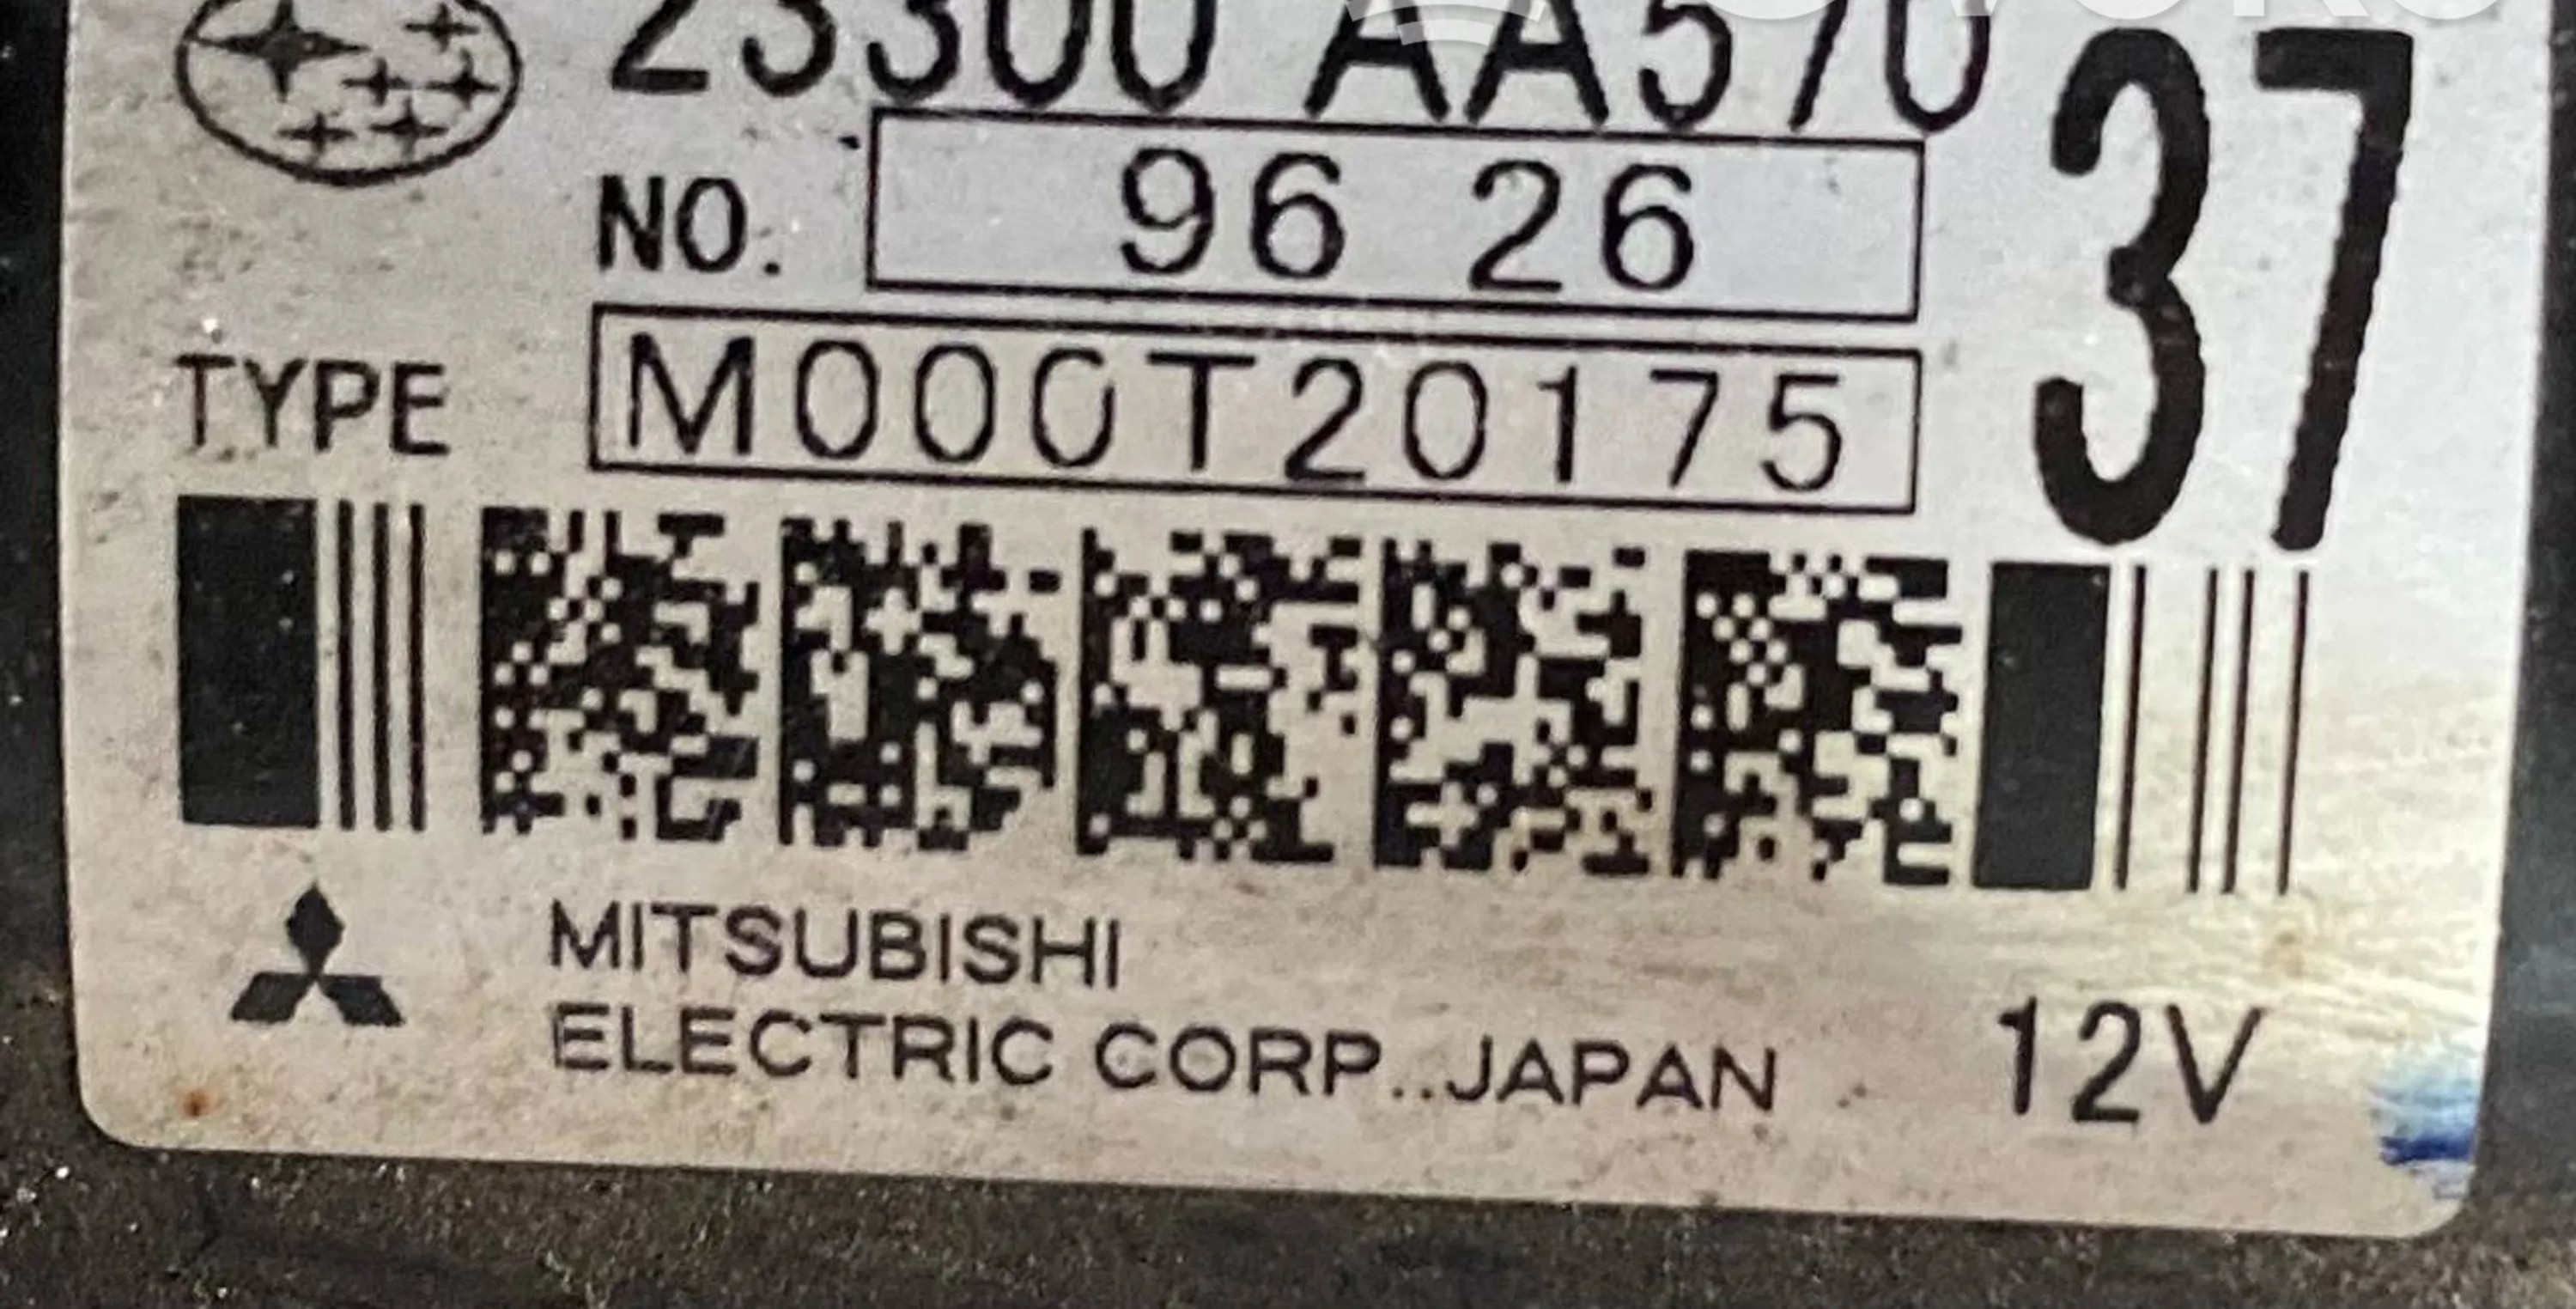 23300 AA570
37
NO. 96 26
TYPE M000T20175
MITSUBISHI
ELECTRIC CORP..JAPAN
12V